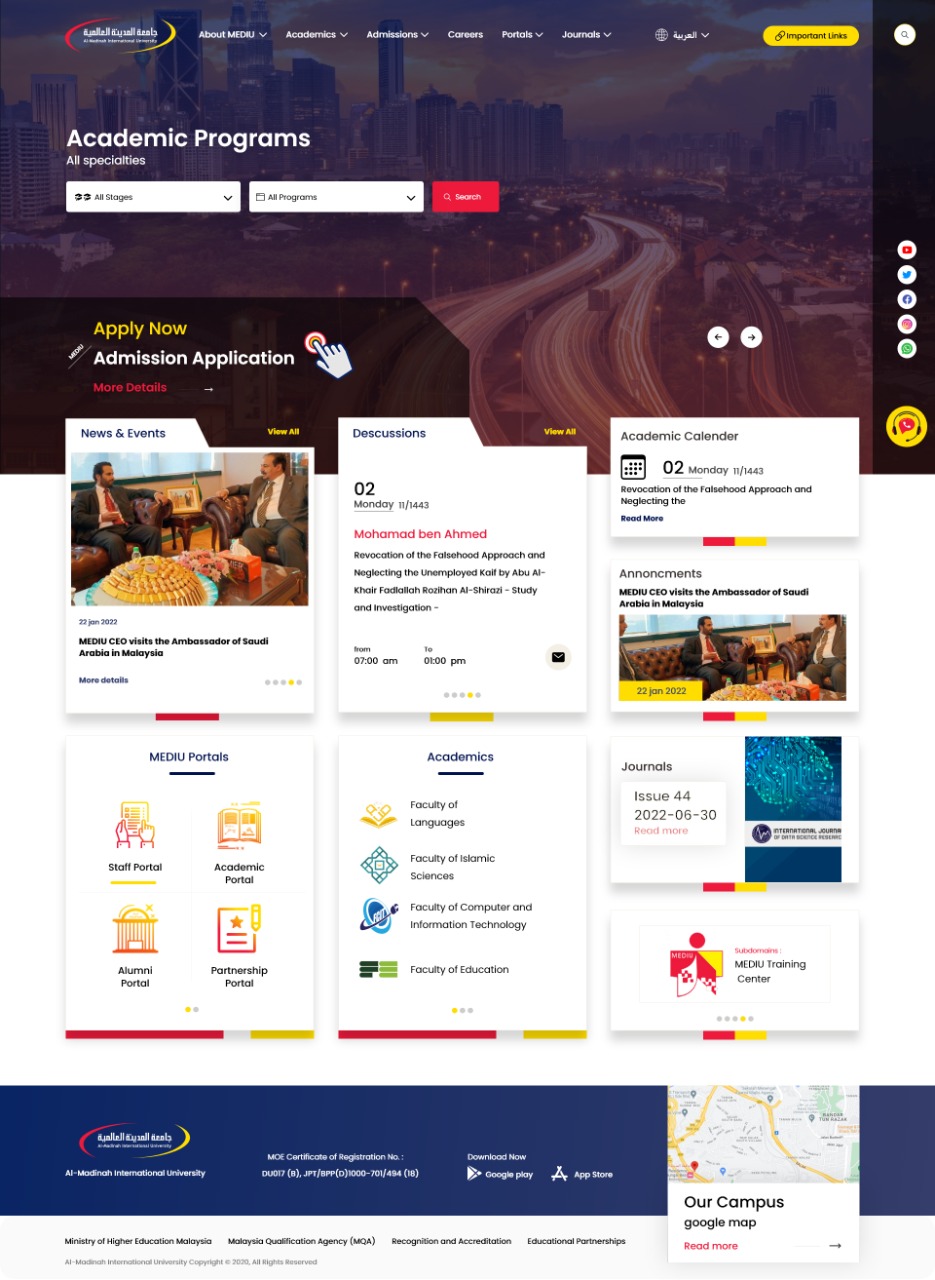 جامعة المدينة العالمية
Al-Madinah International University
About MEDIU
Academics
Admissions
Careers
Portals
Journals
العربية
Important Links
Academic Programs
All specialties
All Stages
All Programs
Search
MEDIU
Apply Now
Admission Application
More Details
News & Events
View All
22 jan 2022
MEDIU CEO visits the Ambassador of Saudi
Arabia in Malaysia
More details
Descussions
View All
02
Monday 11/1443
Mohamad ben Ahmed
Revocation of the Falsehood Approach and
Neglecting the Unemployed Kaif by Abu Al-
Khair Fadlallah Rozihan Al-Shirazi - Study
and Investigation -
from
07:00 am
To
01:00 pm
Academic Calender
02 Monday 11/1443
Revocation of the Falsehood Approach and
Neglecting the
Read More
Annoncments
MEDIU CEO visits the Ambassador of Saudi
Arabia in Malaysia
22 jan 2022
MEDIU Portals
Staff Portal
Academic
Portal
Alumni
Portal
Partnership
Portal
Academics
Faculty of
Languages
Faculty of Islamic
Sciences
Faculty of Computer and
Information Technology
Faculty of Education
Journals
Issue 44
2022-06-30
Read more
INTERNATIONAL JOURNA
OF DATA SCIENCE RESEARC
MEDIU
Subdomains :
MEDIU Training
Center
جامعة المدينة العالمية
Al-Madinah International University
Al-Madinah International University
MOE Certificate of Registration No. :
DU017 (B), JPT/BPP(D)1000-701/494 (18)
Download Now
Google play
App Store
Our Campus
google map
Read more
Ministry of Higher Education Malaysia
Malaysia Qualification Agency (MQA)
Recognition and Accreditation
Educational Partnerships
Al-Madinah International University Copyright © 2020, All Rights Reserved